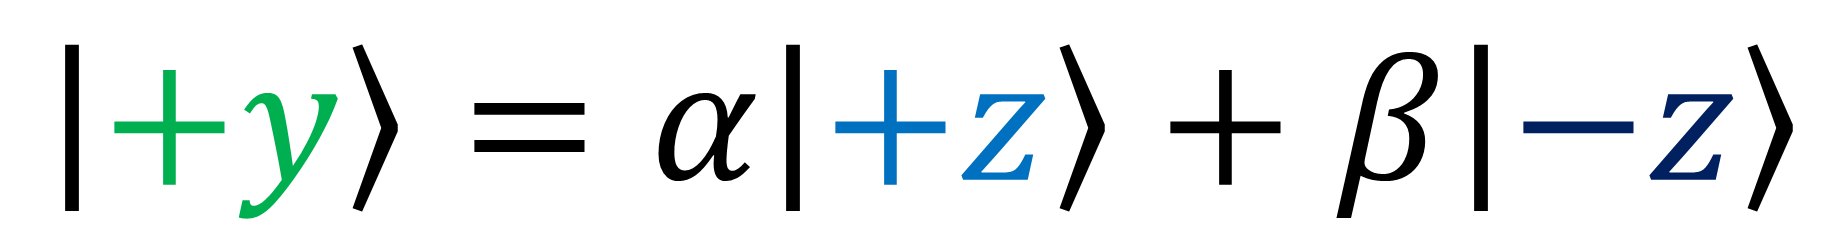 |+y⟩ = α|+z⟩ + β|−z⟩